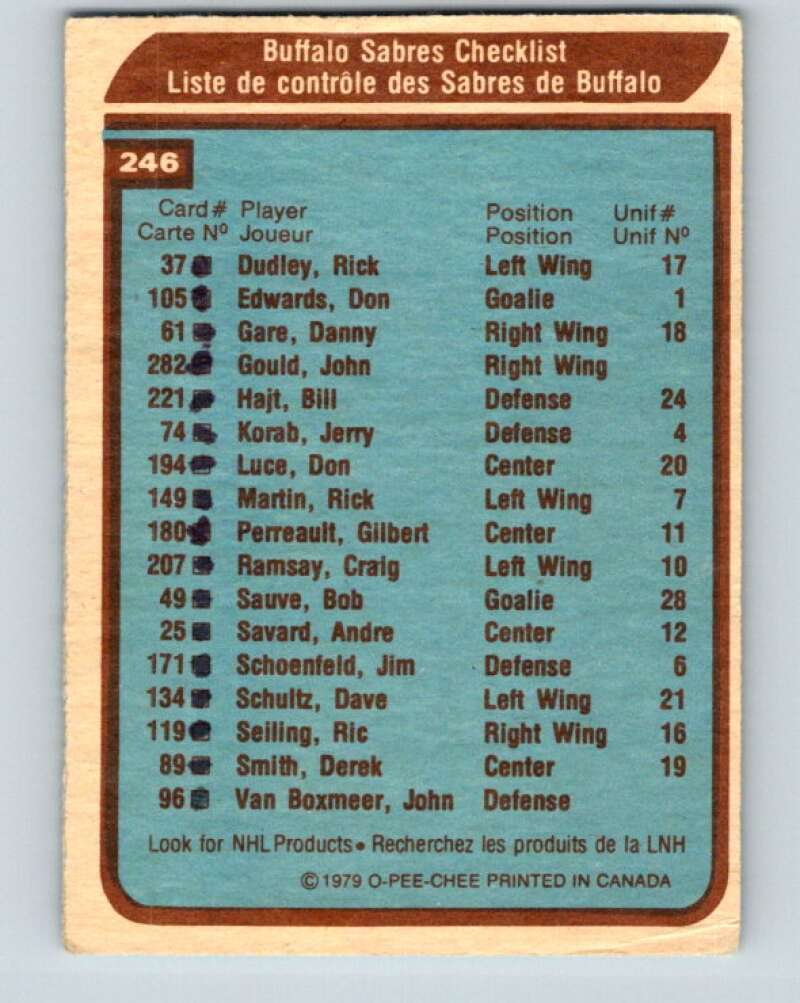 Buffalo Sabres Checklist
Liste de contrôle des Sabres de Buffalo
246
Card # Player Position Unif #
Carte Nº Joueur Position Unif Nº
37 Dudley, Rick Left Wing 17
105 Edwards, Don Goalie 1
61 Gare, Danny Right Wing 18
282 Gould, John Right Wing
221 Hajt, Bill Defense 24
74 Korab, Jerry Defense 4
194 Luce, Don Center 20
149 Martin, Rick Left Wing 7
180 Perreault, Gilbert Center 11
207 Ramsay, Craig Left Wing 10
49 Sauve, Bob Goalie 28
25 Savard, Andre Center 12
171 Schoenfeld, Jim Defense 6
134 Schultz, Dave Left Wing 21
119 Seiling, Ric Right Wing 16
89 Smith, Derek Center 19
96 Van Boxmeer, John Defense
Look for NHL Products • Recherchez les produits de la LNH
© 1979 O-PEE-CHEE PRINTED IN CANADA